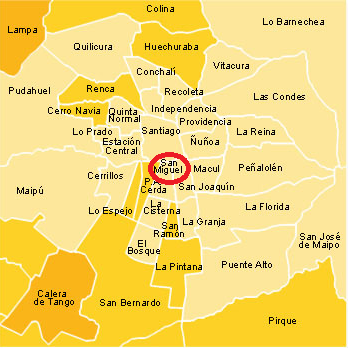 Colina
Lo Barnechea
Lampa
Quilicura
Huechuraba
Vitacura
Conchalí
Pudahuel
Renca
Recoleta
Las Condes
Cerro Navia
Quinta
Normal
Independencia
Providencia
Lo Prado
Santiago
La Reina
Estación
Central
Ñuñoa
San
Miguel
Macul
Peñalolén
Cerrillos
P.A.
Cerda
San Joaquín
Maipú
Lo Espejo
La
Cisterna
La Granja
La Florida
San
Ramón
San José
de Maipo
El
Bosque
La Pintana
Puente Alto
Calera
de Tango
San Bernardo
Pirque